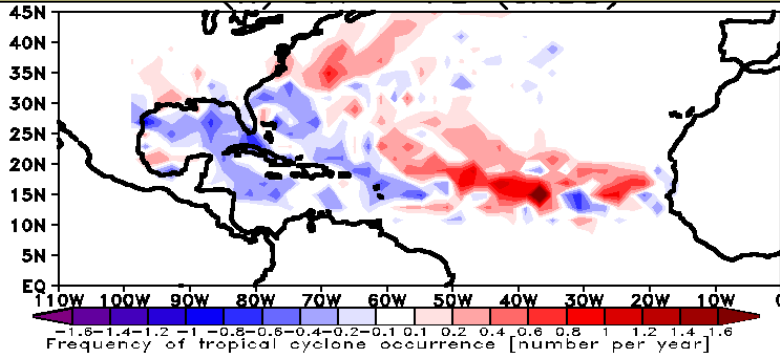 45N
40N
35N
30N
25N
20N
15N
10N
5N
EQ
110W 100W 90W 80W 70W 60W 50W 40W 30W 20W 10W
-1.6-1.4-1.2 -1 -0.8-0.6-0.4-0.2-0.1 0.1 0.2 0.4 0.6 0.8 1 1.2 1.4 1.6
Frequency of tropical cyclone occurrence [number per year]